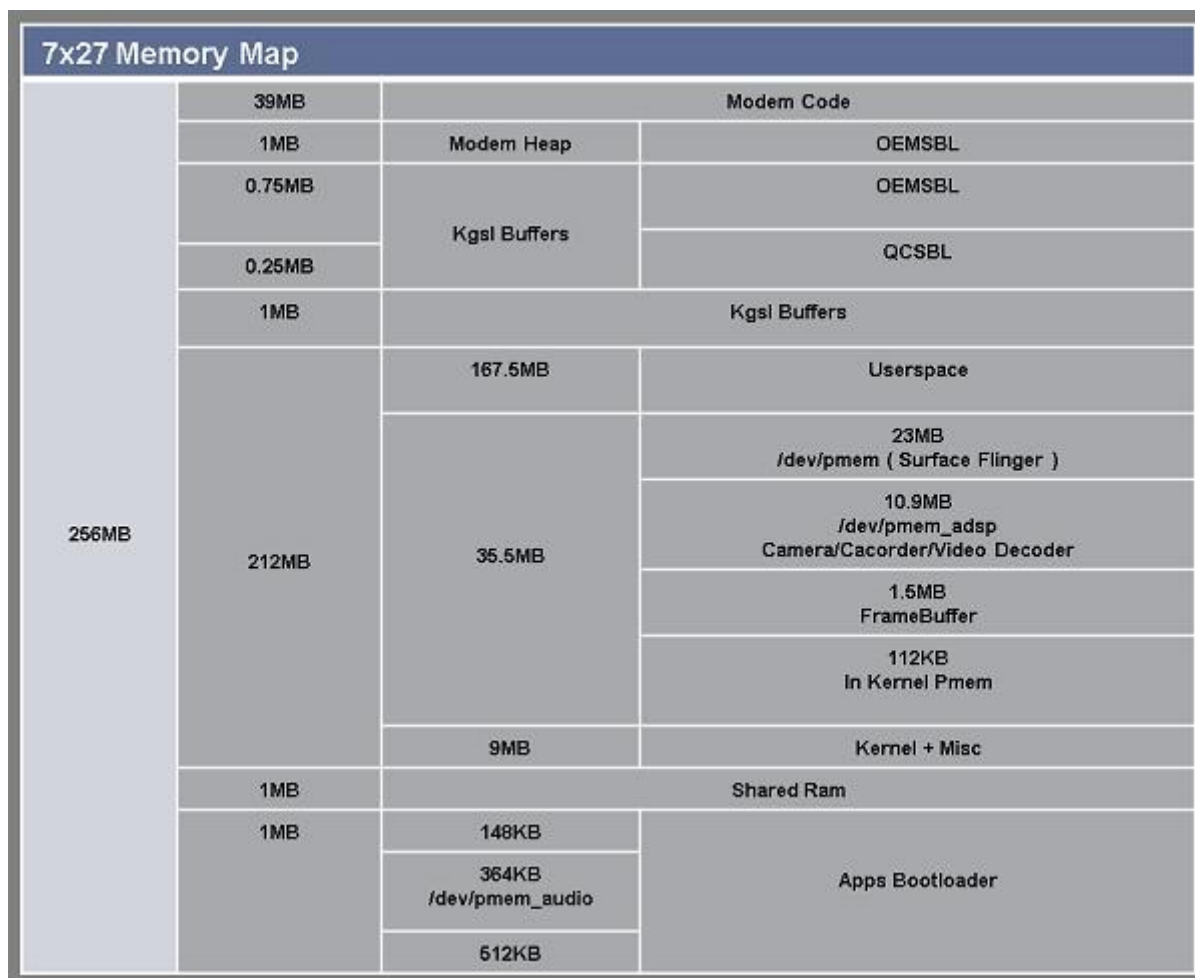 7x27 Memory Map
39MB
Modem Code
1MB
Modem Heap
OEMSBL
0.75MB
Kgsl Buffers
OEMSBL
0.25MB
QCSBL
1MB
Kgsl Buffers
256MB
212MB
167.5MB
Userspace
35.5MB
23MB
/dev/pmem ( Surface Flinger )
10.9MB
/dev/pmem_adsp
Camera/Cacorder/Video Decoder
1.5MB
FrameBuffer
112KB
In Kernel Pmem
9MB
Kernel + Misc
1MB
Shared Ram
1MB
148KB
364KB
/dev/pmem_audio
512KB
Apps Bootloader